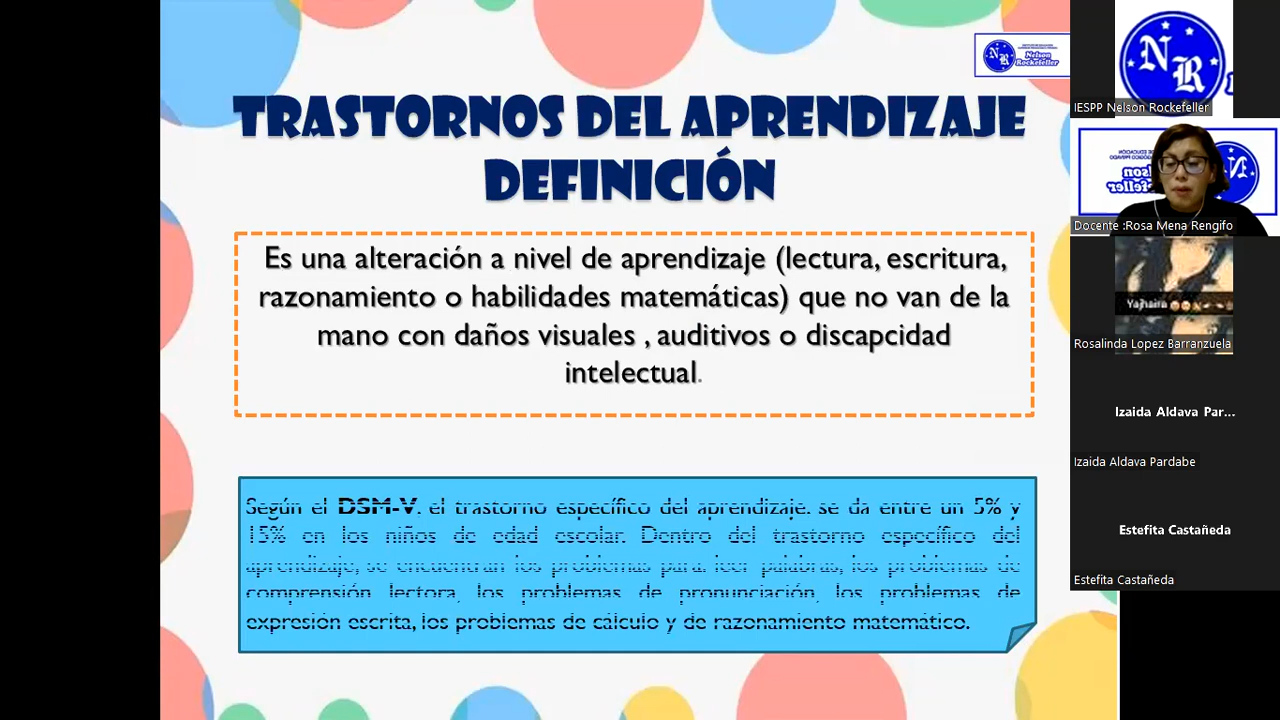 Nelson
Rockefeller
TRASTORNOS DEL APRENDIZAJE
DEFINICIÓN
Es una alteración a nivel de aprendizaje (lectura, escritura,
razonamiento o habilidades matemáticas) que no van de la
mano con daños visuales , auditivos o discapcidad
intelectual.
Según el DSM-V, el trastorno específico del aprendizaje, se da entre un 5% y
15% en los niños de edad escolar. Dentro del trastorno específico del
aprendizaje, se encuentran los problemas para: leer palabras, los problemas de
comprensión lectora, los problemas de pronunciación, los problemas de
expresión escrita, los problemas de cálculo y de razonamiento matemático.
N R
IESPP Nelson Rockefeller
Docente :Rosa Mena Rengifo
Yajhaira
Rosalinda Lopez Barranzuela
Izaida Aldava Par...
Izaida Aldava Pardabe
Estefita Castañeda
Estefita Castañeda